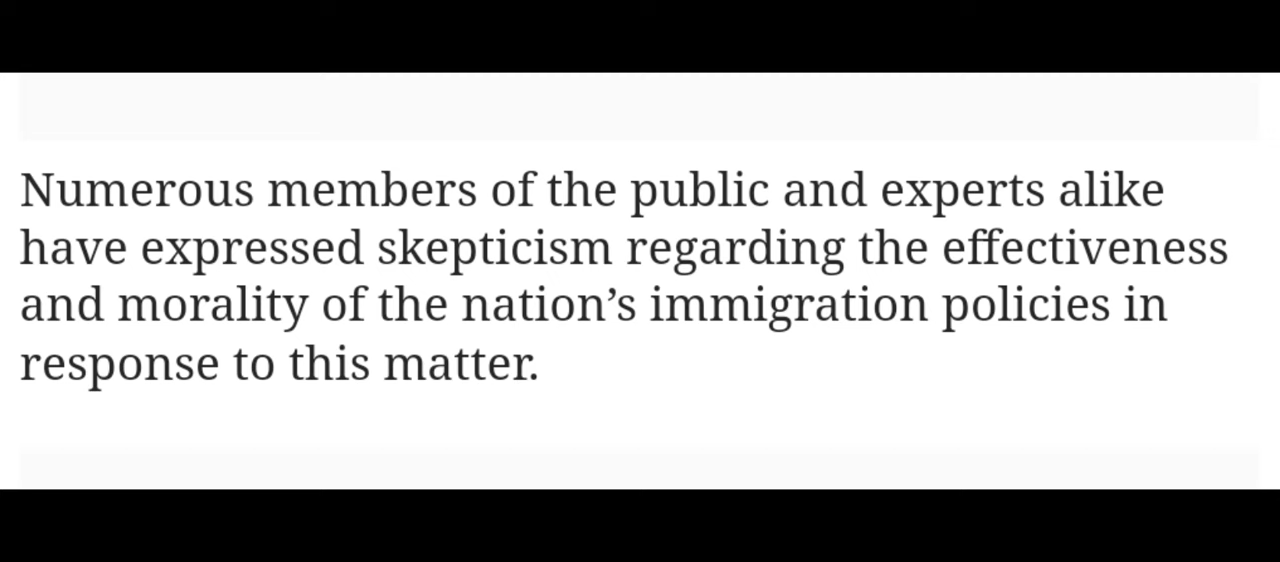 Numerous members of the public and experts alike
have expressed skepticism regarding the effectiveness
and morality of the nation’s immigration policies in
response to this matter.